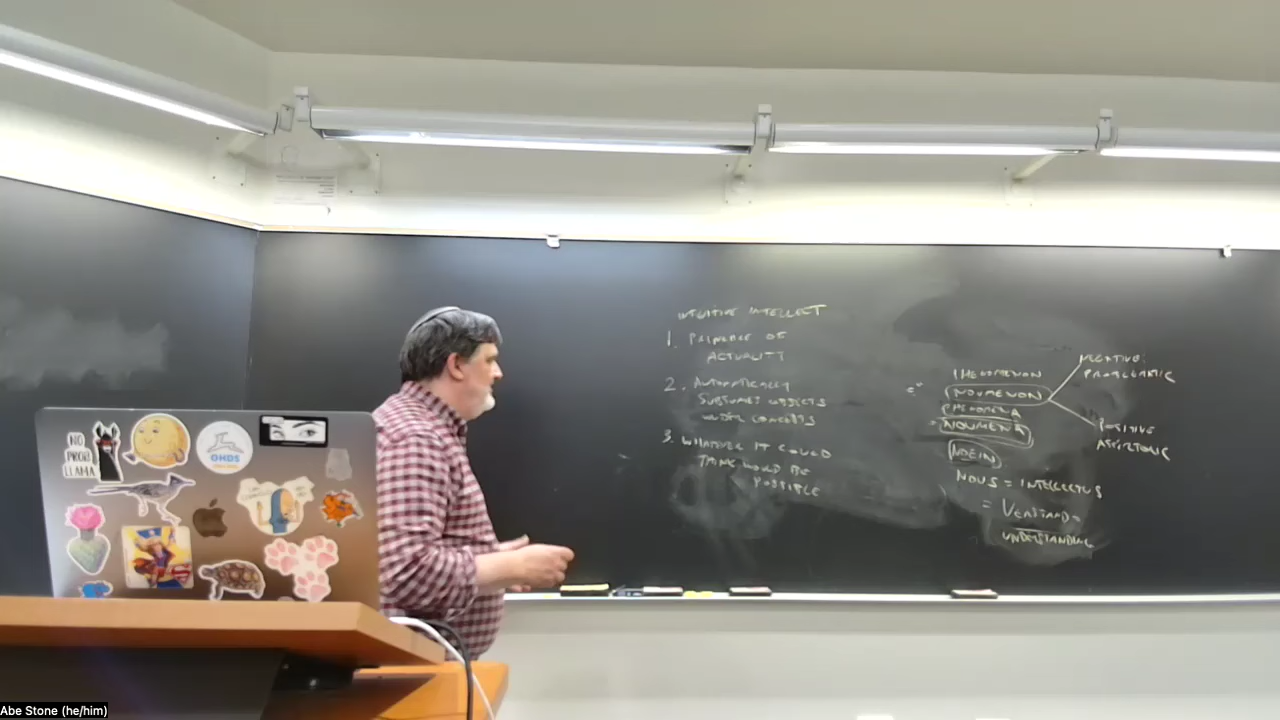 INTUITIVE INTELLECT
1. PRINCIPLE OF
ACTUALITY
2. AUTOMATICALLY
SUBSUMES OBJECTS
UNDER CONCEPTS
3. WHATEVER IT COULD
THINK WOULD BE
POSSIBLE
PHENOMENON
NOUMENON
PHENOMENA
NOUMENA
NOEIN
NOUS = INTELLECTUS
= VERSTAND =
UNDERSTANDING
NEGATIVE:
PROBLEMATIC
POSITIVE
ASSERTORIC
NO
PROB
LLAMA
OHDS
Abe Stone (he/him)